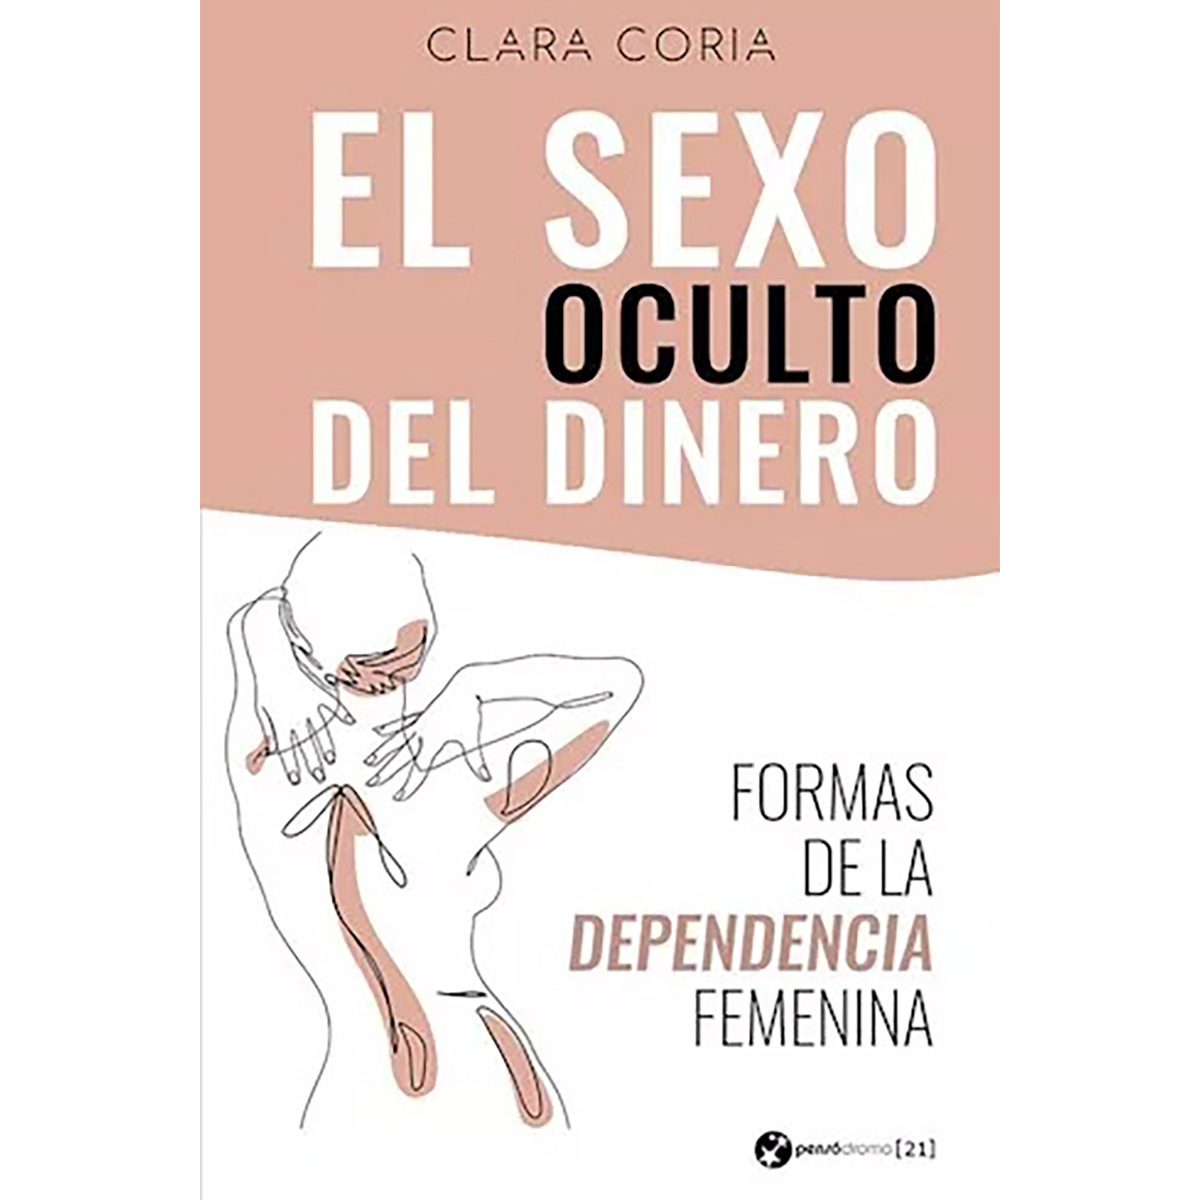 CLARA CORIA
EL SEXO
OCULTO
DEL DINERO
FORMAS
DE LA
DEPENDENCIA
FEMENINA
pensódromo [21]